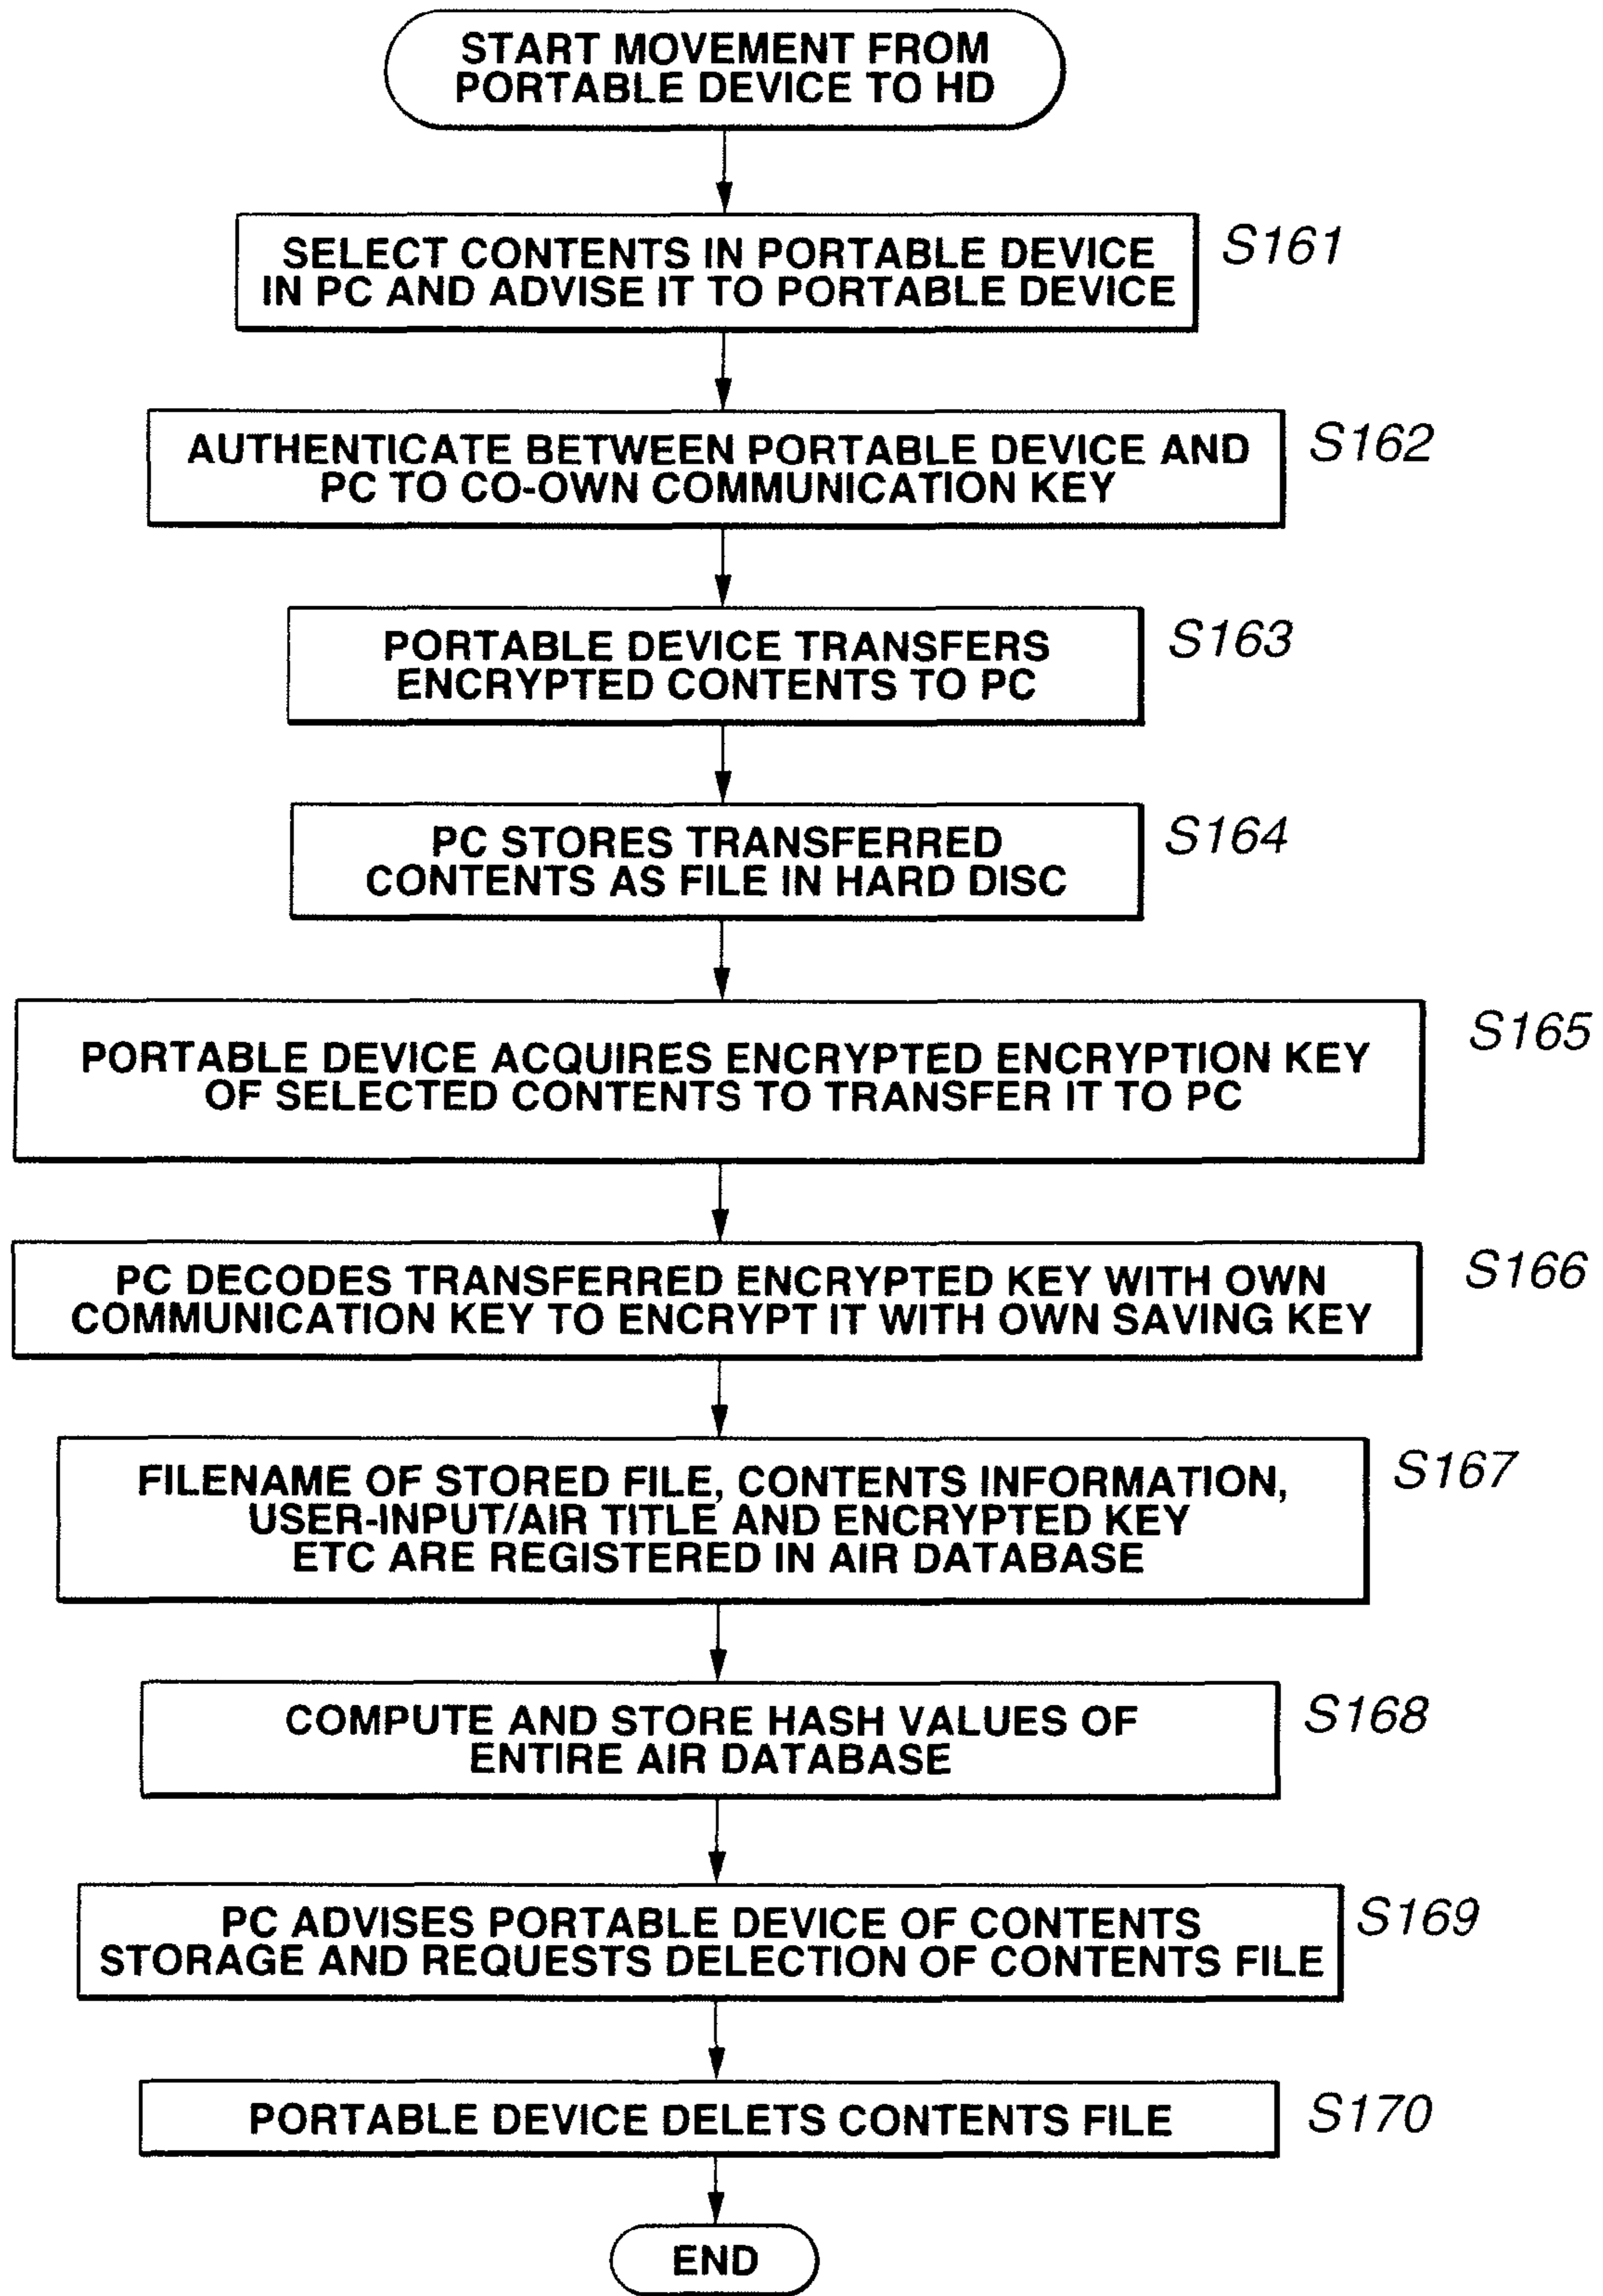 START MOVEMENT FROM
PORTABLE DEVICE TO HD
SELECT CONTENTS IN PORTABLE DEVICE
IN PC AND ADVISE IT TO PORTABLE DEVICE
S161
AUTHENTICATE BETWEEN PORTABLE DEVICE AND
PC TO CO-OWN COMMUNICATION KEY
S162
PORTABLE DEVICE TRANSFERS
ENCRYPTED CONTENTS TO PC
S163
PC STORES TRANSFERRED
CONTENTS AS FILE IN HARD DISC
S164
PORTABLE DEVICE ACQUIRES ENCRYPTED ENCRYPTION KEY
OF SELECTED CONTENTS TO TRANSFER IT TO PC
S165
PC DECODES TRANSFERRED ENCRYPTED KEY WITH OWN
COMMUNICATION KEY TO ENCRYPT IT WITH OWN SAVING KEY
S166
FILENAME OF STORED FILE, CONTENTS INFORMATION,
USER-INPUT/AIR TITLE AND ENCRYPTED KEY
ETC ARE REGISTERED IN AIR DATABASE
S167
COMPUTE AND STORE HASH VALUES OF
ENTIRE AIR DATABASE
S168
PC ADVISES PORTABLE DEVICE OF CONTENTS
STORAGE AND REQUESTS DELECTION OF CONTENTS FILE
S169
PORTABLE DEVICE DELETS CONTENTS FILE
S170
END